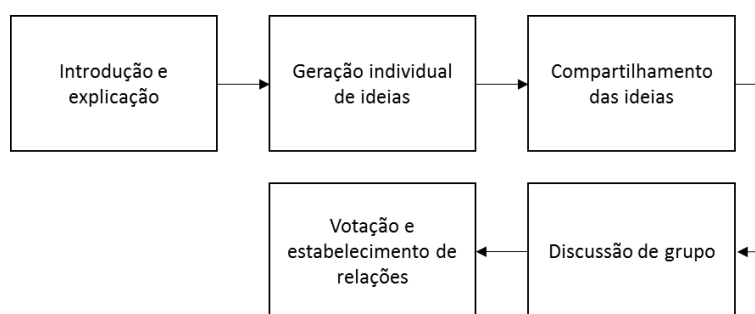 Introdução e
explicação
Geração individual
de ideias
Compartilhamento
das ideias
Discussão de grupo
Votação e
estabelecimento de
relações